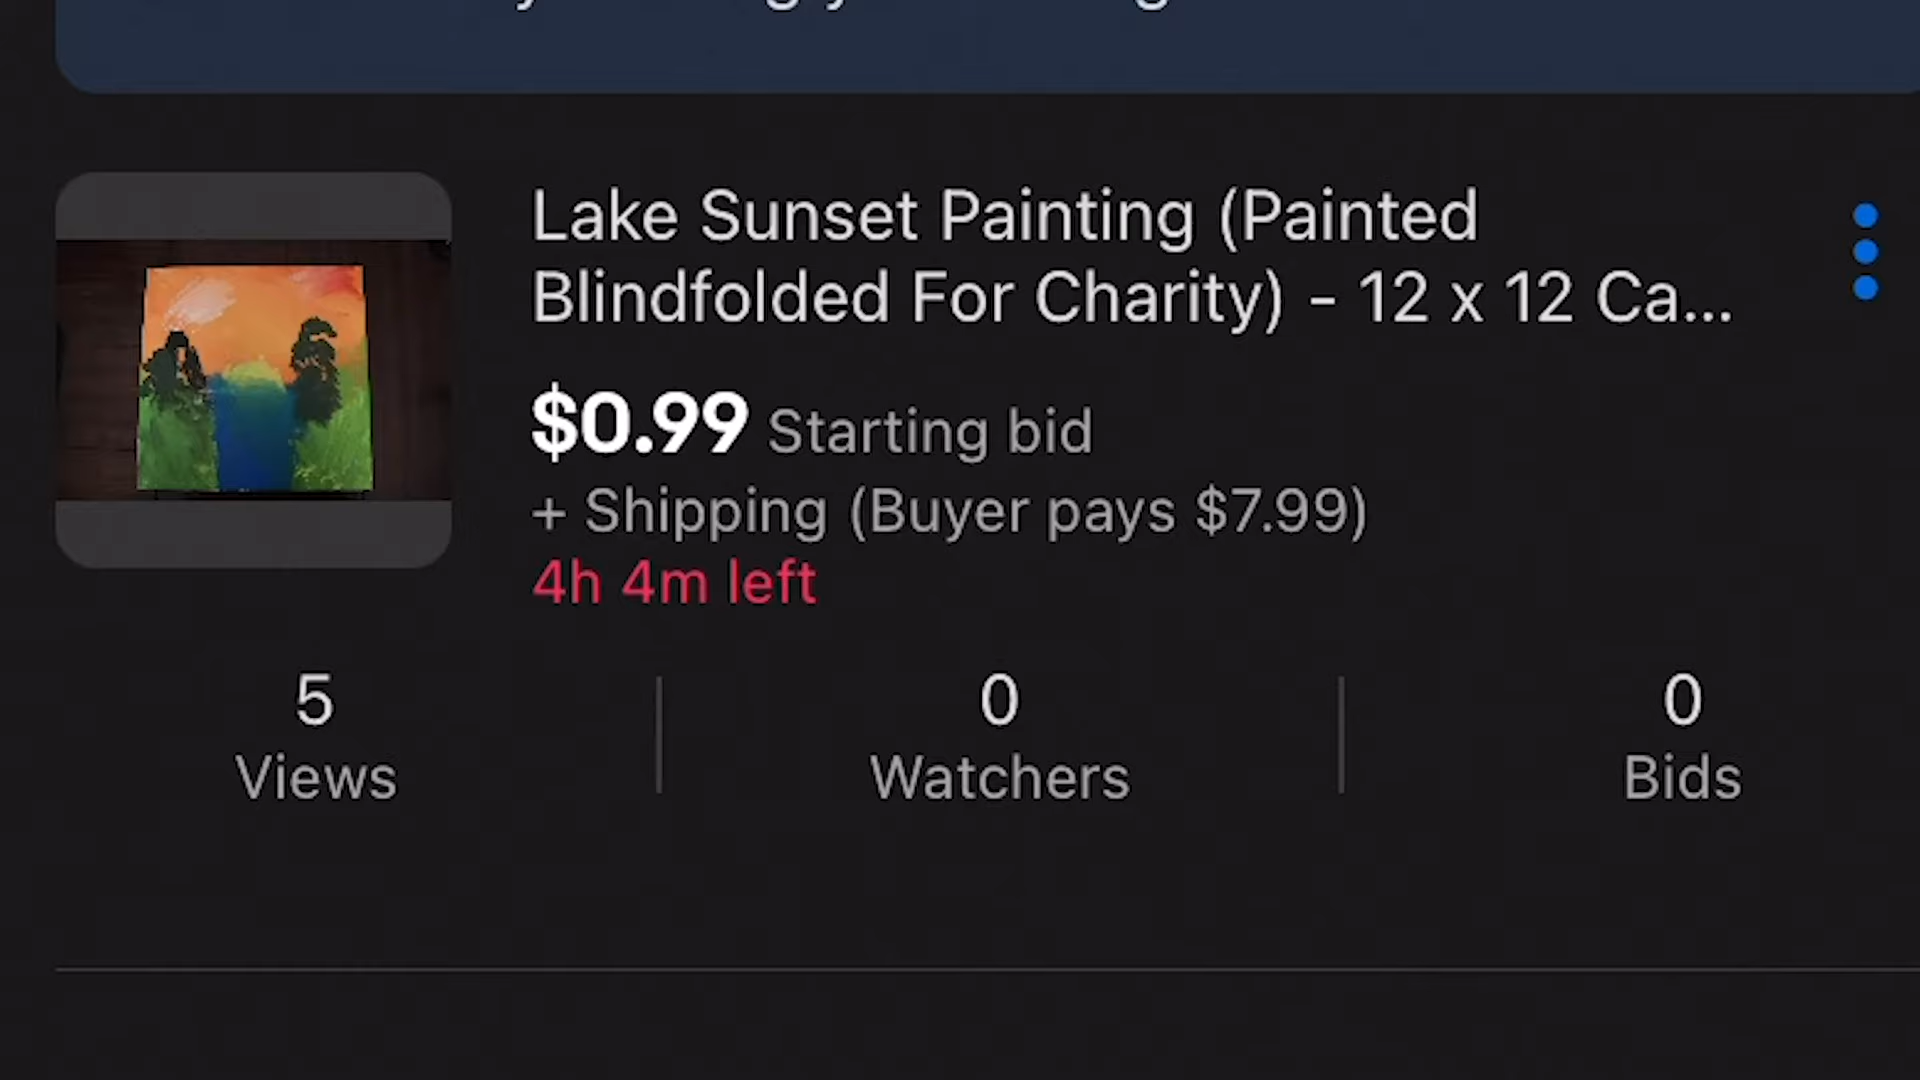 Lake Sunset Painting (Painted
Blindfolded For Charity) - 12 x 12 Ca...
$0.99 Starting bid
+ Shipping (Buyer pays $7.99)
4h 4m left
5
Views
0
Watchers
0
Bids